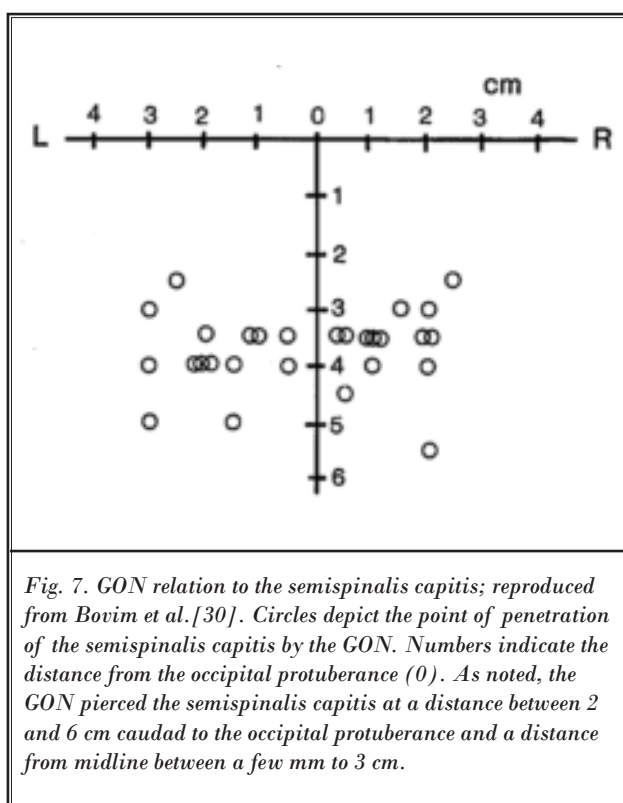 cm
4 3 2 1 0 1 2 3 4
L R
1
2
3
4
5
6
Fig. 7. GON relation to the semispinalis capitis; reproduced
from Bovim et al.[30]. Circles depict the point of penetration
of the semispinalis capitis by the GON. Numbers indicate the
distance from the occipital protuberance (0). As noted, the
GON pierced the semispinalis capitis at a distance between 2
and 6 cm caudad to the occipital protuberance and a distance
from midline between a few mm to 3 cm.